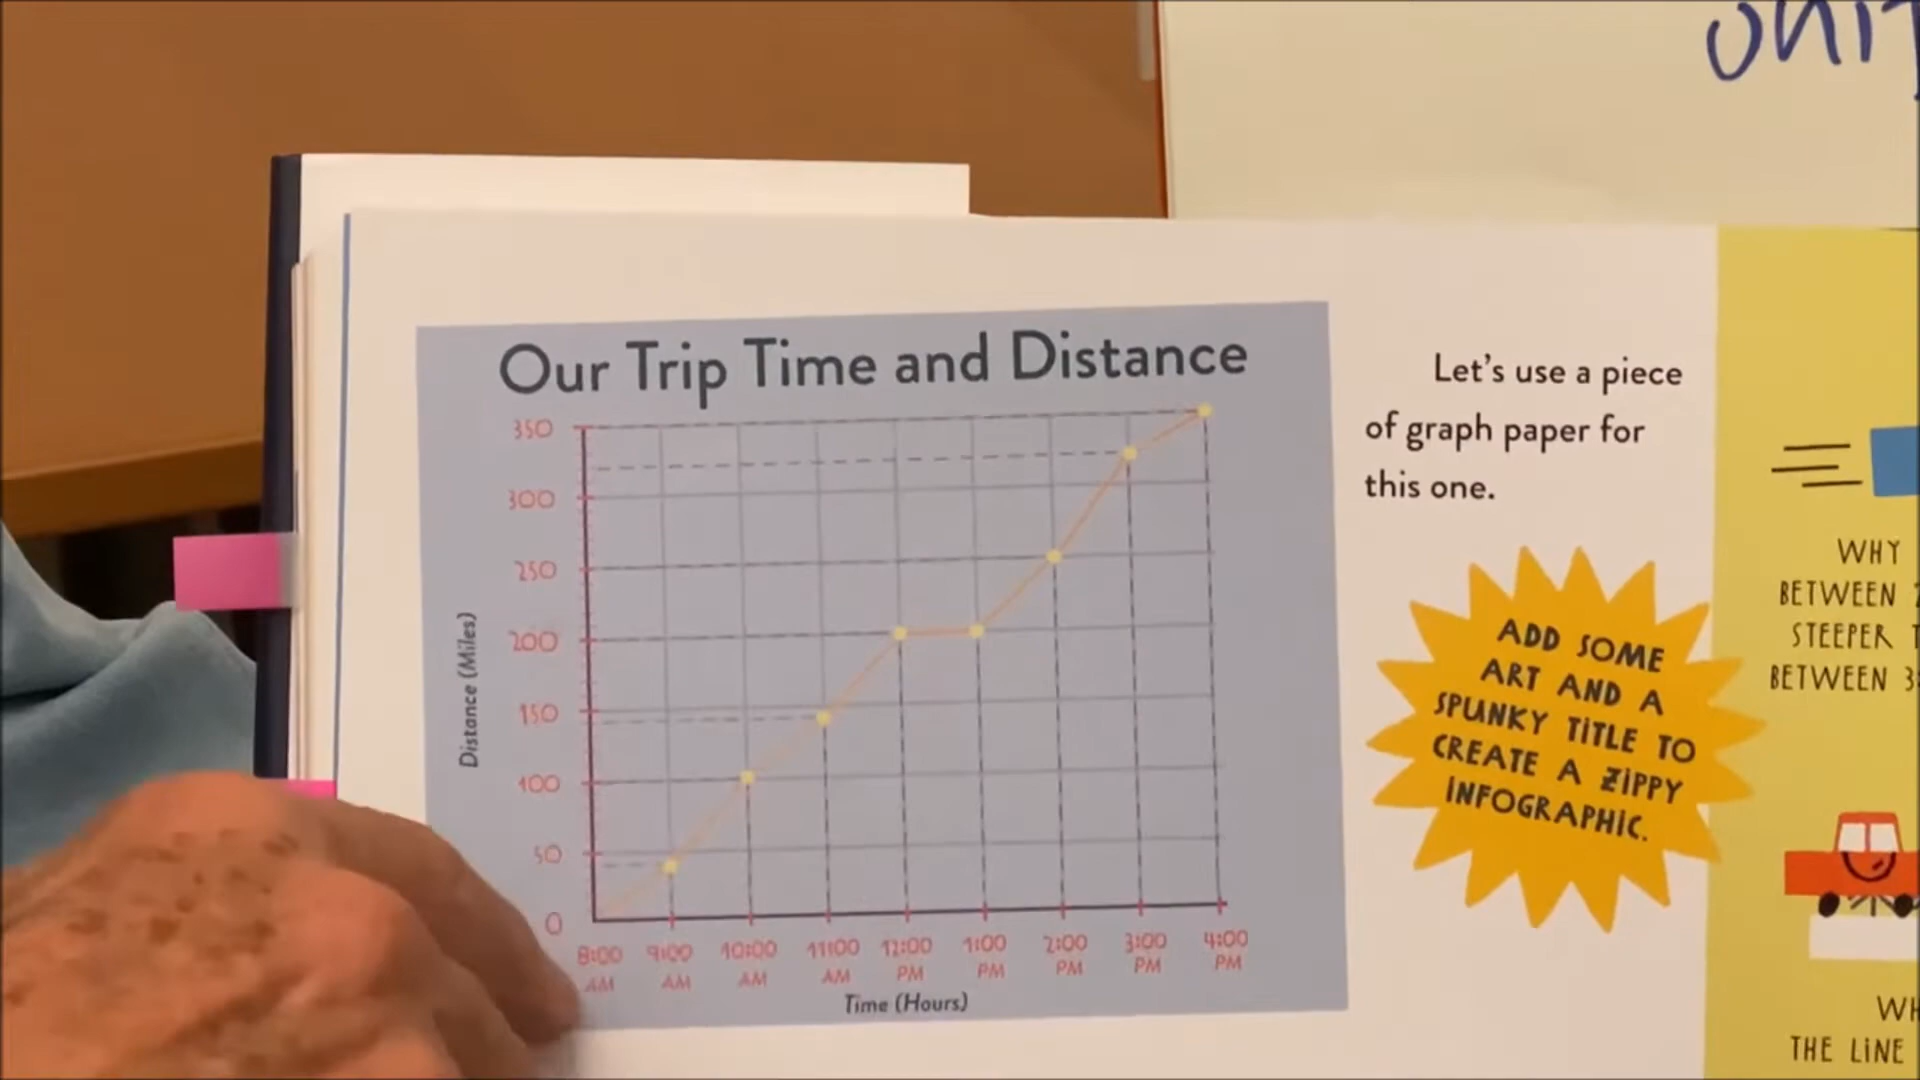 Our Trip Time and Distance
350
300
250
200
150
100
50
0
Distance (Miles)
8:00 9:00 10:00 11:00 12:00 1:00 2:00 3:00 4:00
AM AM AM AM PM PM PM PM PM
Time (Hours)
Let's use a piece
of graph paper for
this one.
ADD SOME
ART AND A
SPUNKY TITLE TO
CREATE A ZIPPY
INFOGRAPHIC.
WHY
BETWEEN
STEEPER
BETWEEN
THE LINE